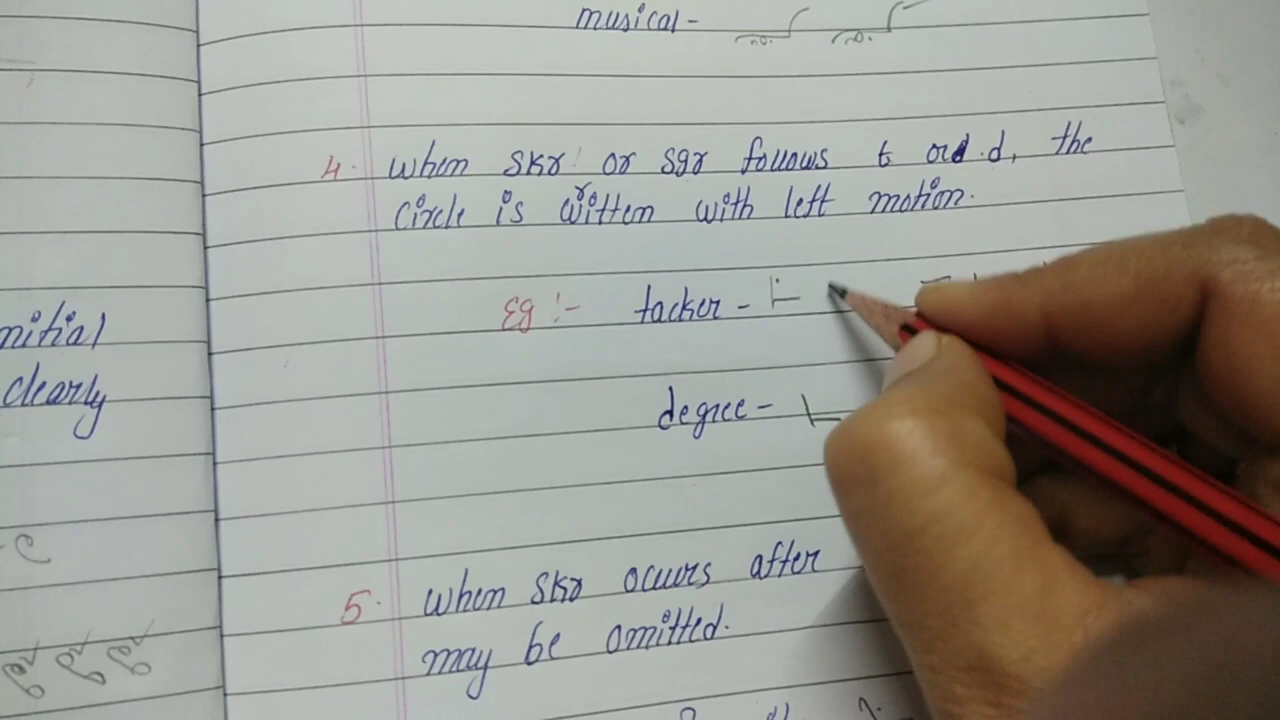 musical -
4. when skr or sgr follows t or d, the
circle is written with left motion.
Eg :- tacker -
nitial
clearly
degree -
5. when skr ocuurs after
may be omitted.